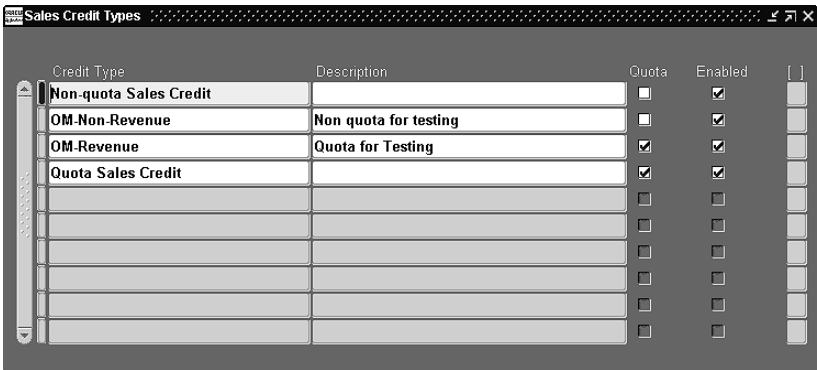 Sales Credit Types
Credit Type Description Quota Enabled [ ]
Non-quota Sales Credit
OM-Non-Revenue Non quota for testing
OM-Revenue Quota for Testing
Quota Sales Credit